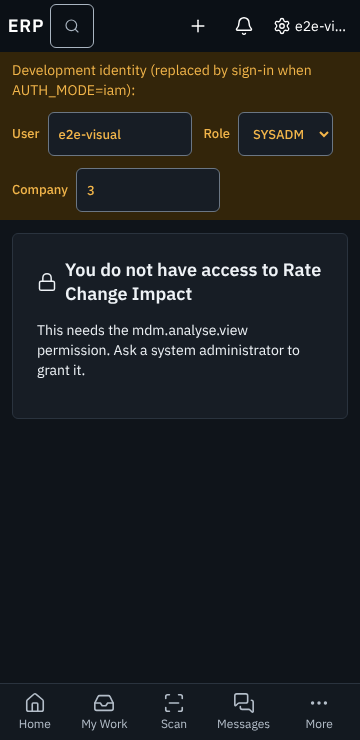 ERP
e2e-vi...
Development identity (replaced by sign-in when
AUTH_MODE=iam):
User e2e-visual Role SYSADM
Company 3
You do not have access to Rate
Change Impact
This needs the mdm.analyse.view
permission. Ask a system administrator to
grant it.
Home My Work Scan Messages More